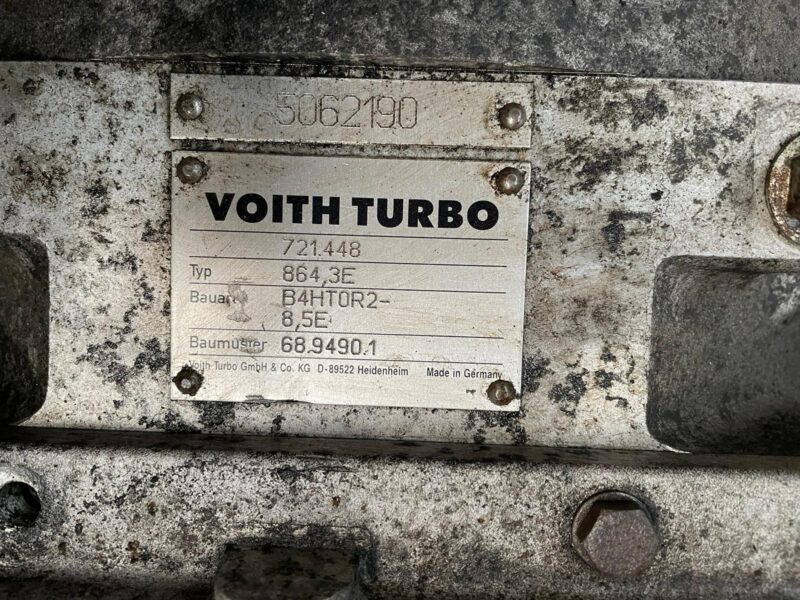 5062190
VOITH TURBO
721.448
Typ 864,3E
Bauart B4HT0R2-
8,5E
Baumuster 68.9490.1
Voith Turbo GmbH & Co. KG D-89522 Heidenheim Made in Germany